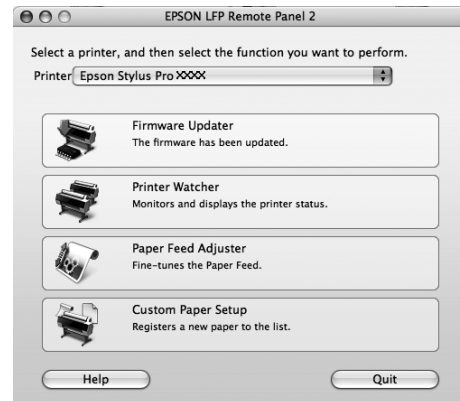 EPSON LFP Remote Panel 2
Select a printer, and then select the function you want to perform.
Printer Epson Stylus Pro XXXX
Firmware Updater
The firmware has been updated.
Printer Watcher
Monitors and displays the printer status.
Paper Feed Adjuster
Fine-tunes the Paper Feed.
Custom Paper Setup
Registers a new paper to the list.
Help Quit